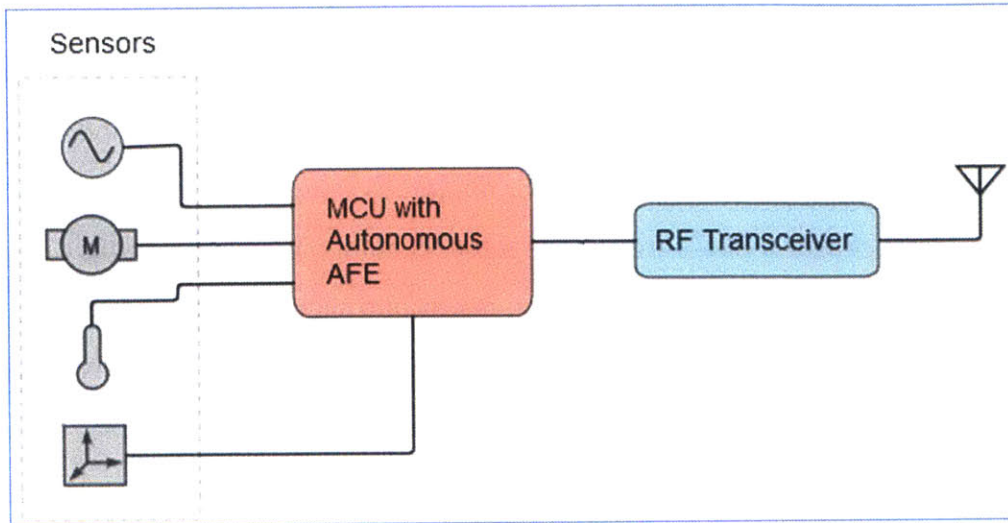 Sensors
M
MCU with
Autonomous
AFE
RF Transceiver